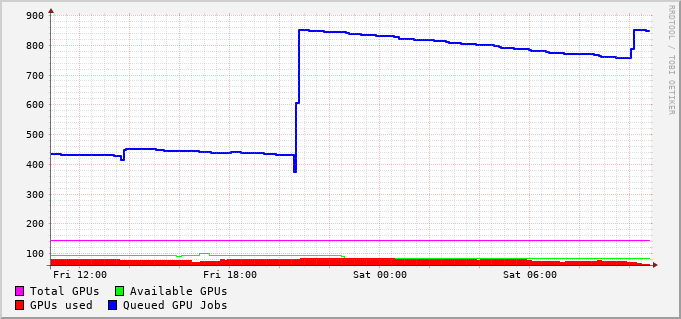 900
800
700
600
500
400
300
200
100
Fri 12:00 Fri 18:00 Sat 00:00 Sat 06:00
Total GPUs Available GPUs
GPUs used Queued GPU Jobs
RRDTOOL / TOBI OETIKER